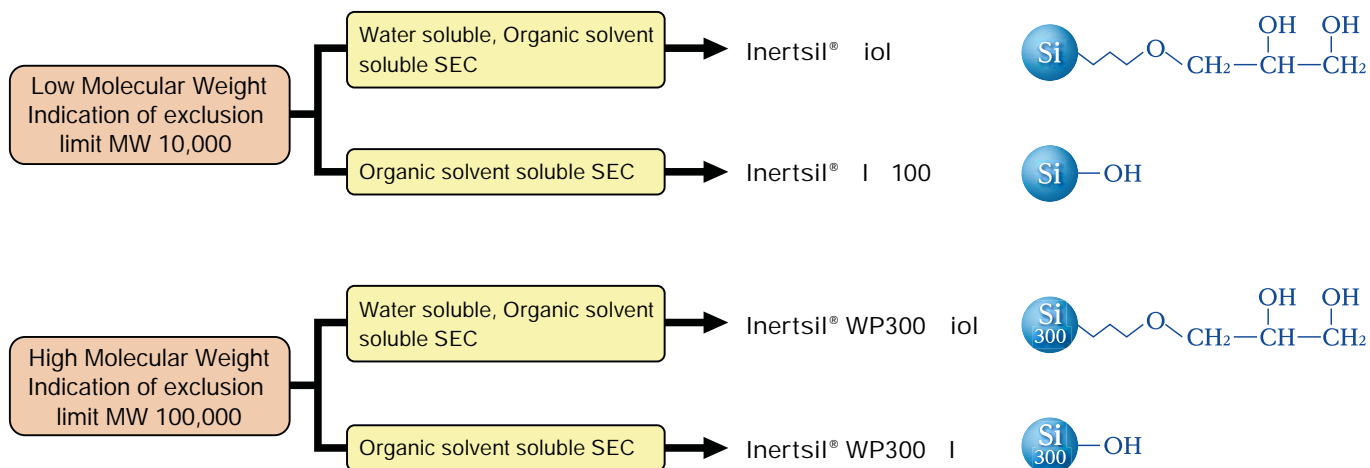 Low Molecular Weight
Indication of exclusion
limit MW 10,000
Water soluble, Organic solvent
soluble SEC
Inertsil® iol
Si
O
CH₂
OH
CH
OH
CH₂
Organic solvent soluble SEC
Inertsil® I 100
Si
OH
High Molecular Weight
Indication of exclusion
limit MW 100,000
Water soluble, Organic solvent
soluble SEC
Inertsil® WP300 iol
Si
300
O
CH₂
OH
CH
OH
CH₂
Organic solvent soluble SEC
Inertsil® WP300 I
Si
300
OH